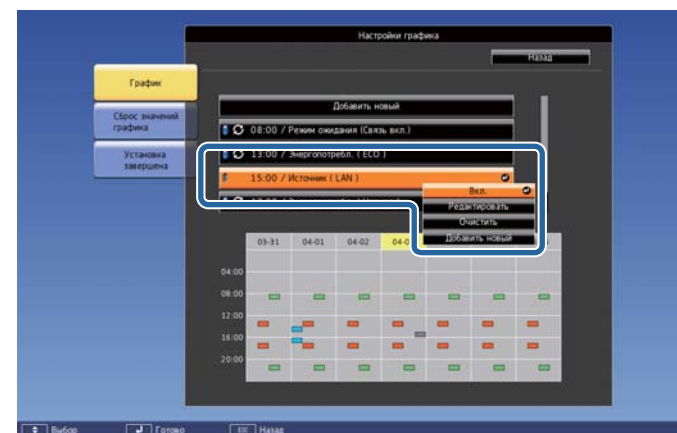 Настройки графика
Назад
График
Сброс значений
графика
Установка
завершена
Добавить новый
08:00 / Режим ожидания (Связь вкл.)
13:00 / Энергопотребл. ( ECO )
15:00 / Источник ( LAN )
Вкл.
Редактировать
Очистить
Добавить новый
03-31 04-01 04-02
04:00
08:00
12:00
16:00
20:00
Выбор Готово Esc Назад